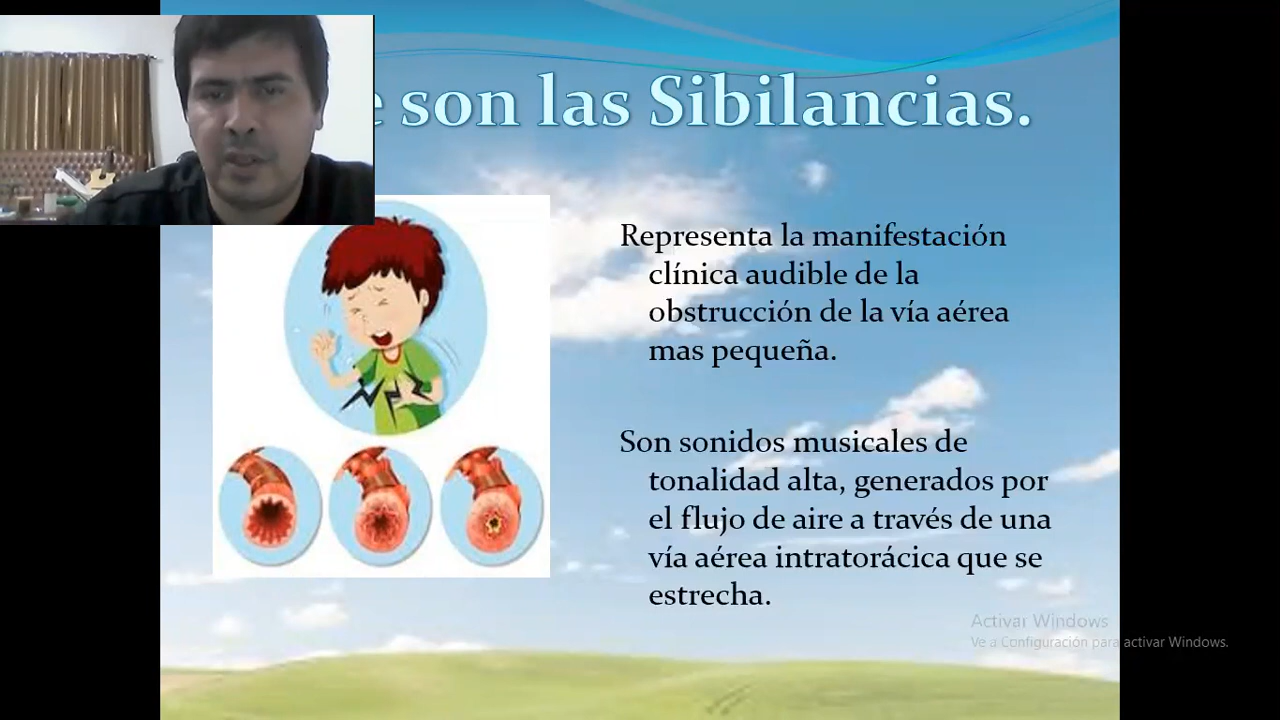 e son las Sibilancias.
Representa la manifestación
clínica audible de la
obstrucción de la vía aérea
mas pequeña.
Son sonidos musicales de
tonalidad alta, generados por
el flujo de aire a través de una
vía aérea intratorácica que se
estrecha.
Activar Windows
Ve a Configuración para activar Windows.